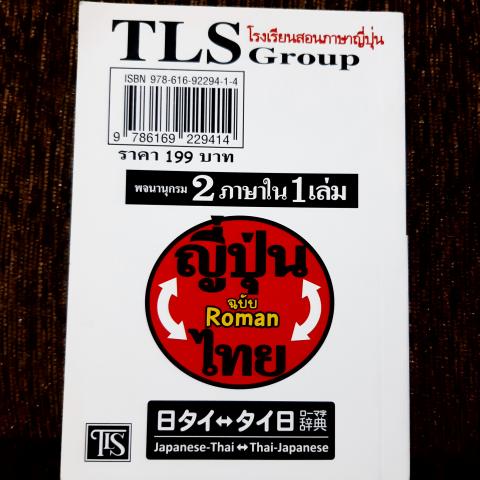 TLS โรงเรียนสอนภาษาญี่ปุ่น
Group
ISBN 978-616-92294-1-4
9 786169 229414
ราคา 199 บาท
พจนานุกรม 2 ภาษาใน 1 เล่ม
ญี่ปุ่น
ฉบับ
Roman
ไทย
日タイ↔タイ日 ローマ字辞典
Japanese-Thai ↔ Thai-Japanese
TLS